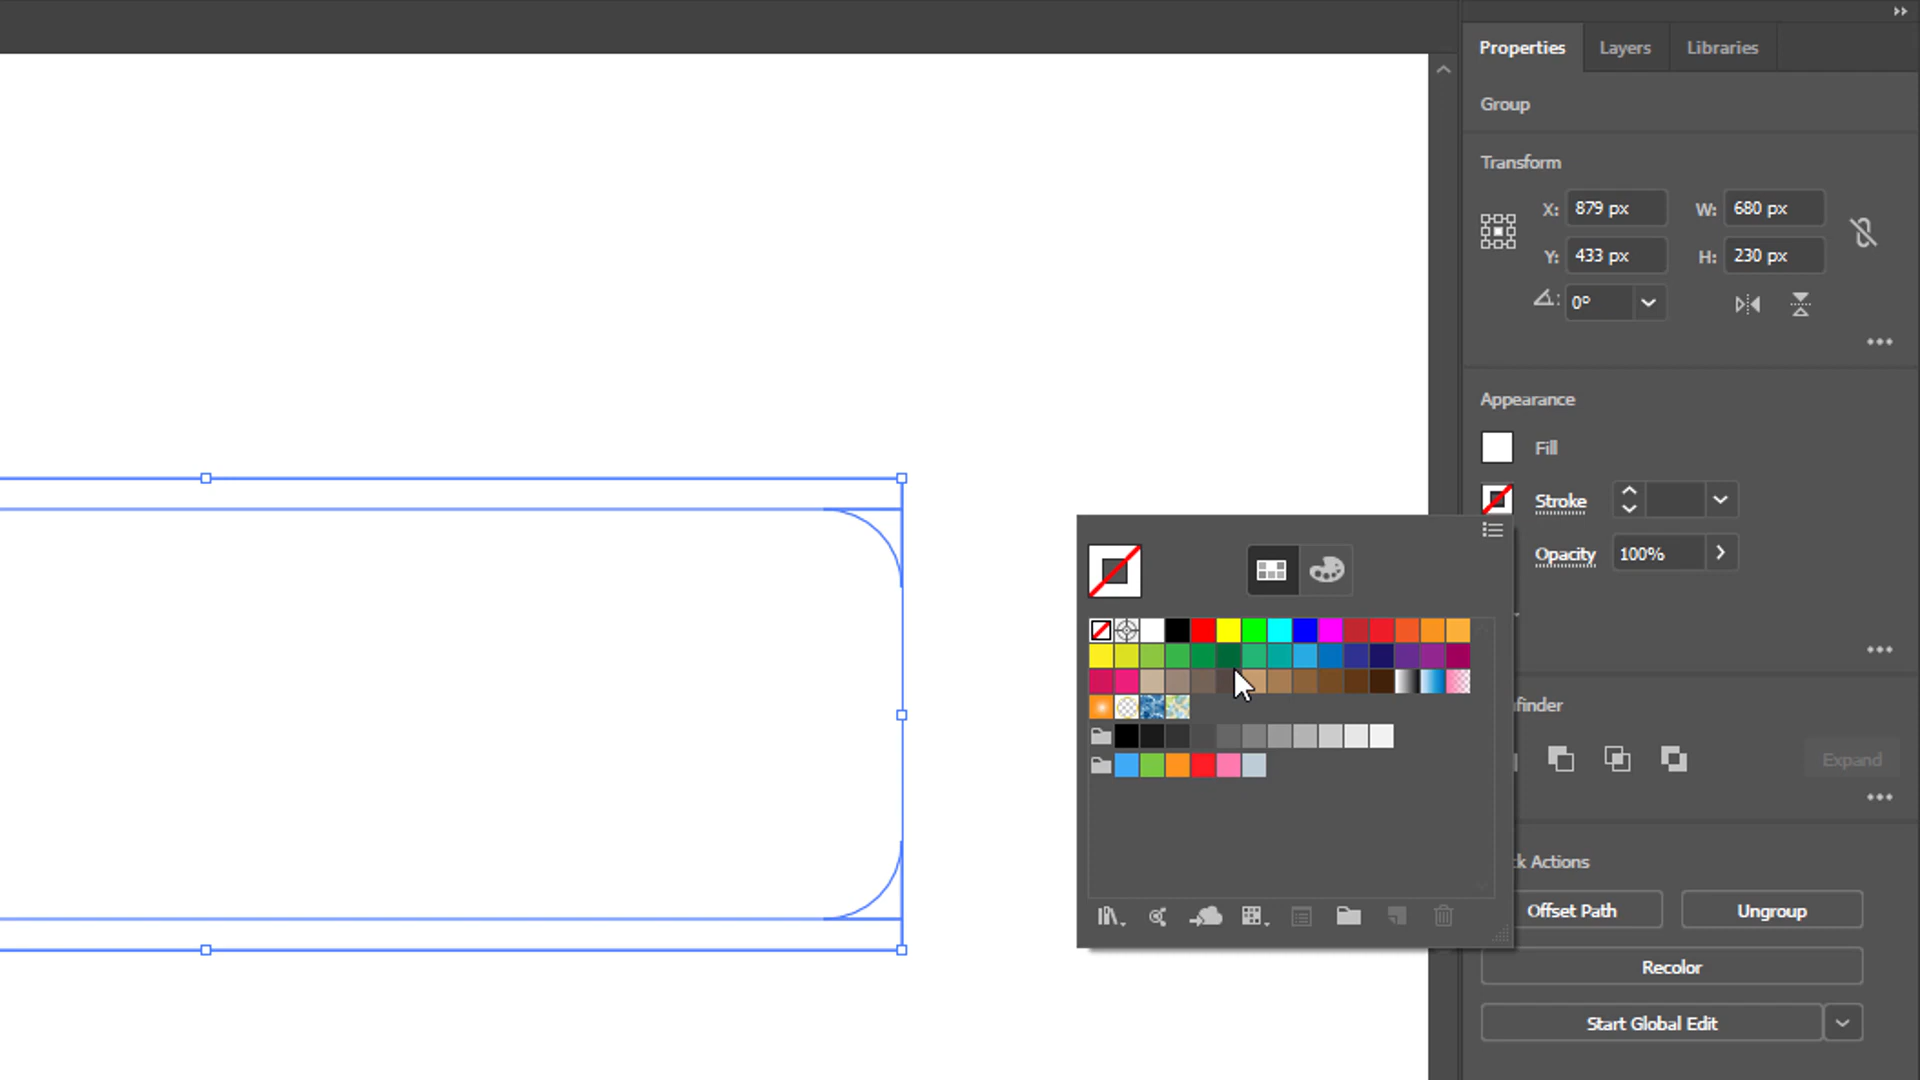 Properties Layers Libraries
Group
Transform
X: 879 px W: 680 px
Y: 433 px H: 230 px
0°
Appearance
Fill
Stroke
Opacity 100%
finder
Expand
ck Actions
Offset Path Ungroup
Recolor
Start Global Edit